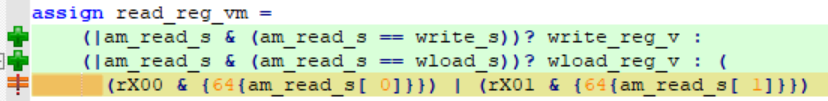 assign read_reg_vm =
(|am_read_s & (am_read_s == write_s))? write_reg_v :
(|am_read_s & (am_read_s == wload_s))? wload_reg_v : (
(rX00 & {64{am_read_s[ 0]}}) | (rX01 & {64{am_read_s[ 1]}})